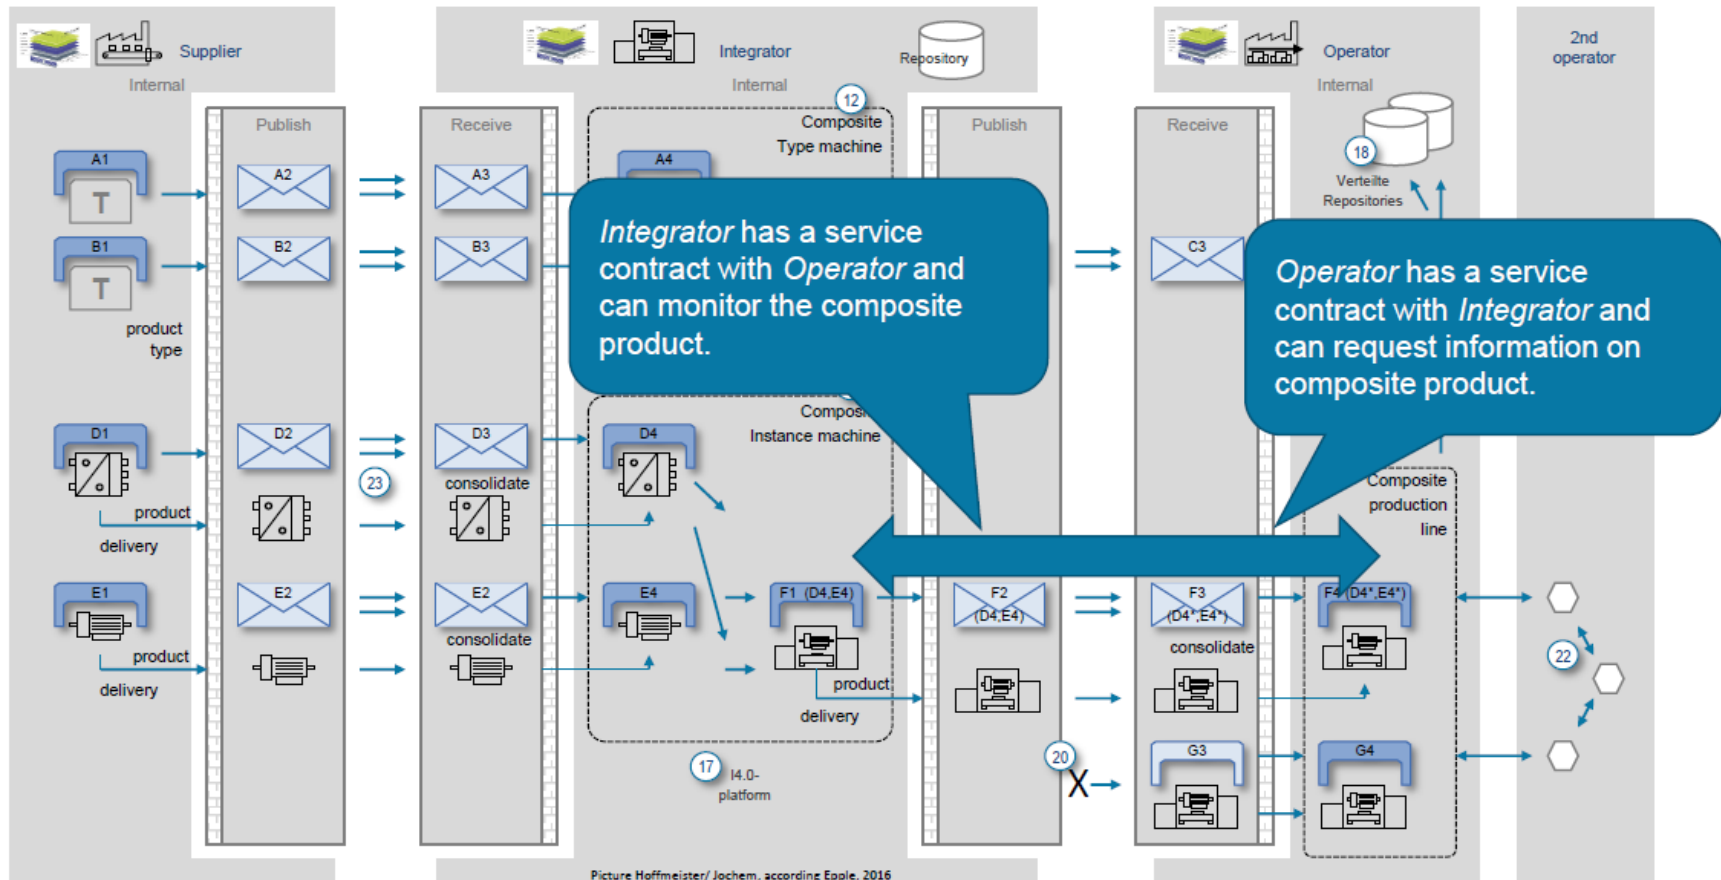 Supplier
Internal
Integrator
Internal
Repository
Operator
Internal
2nd
operator
Publish
Receive
12
Composite
Type machine
Publish
Receive
18
Verteilte
Repositories
A1
T
A2
A3
A4
B1
T
B2
B3
C3
product
type
Integrator has a service
contract with Operator and
can monitor the composite
product.
Operator has a service
contract with Integrator and
can request information on
composite product.
Composite
Instance machine
D1
D2
D3
D4
23
consolidate
product
delivery
Composite
production
line
E1
E2
E2
E4
F1 (D4,E4)
F2
(D4,E4)
F3
(D4*,E4*)
F4 (D4*,E4*)
consolidate
consolidate
product
delivery
product
delivery
22
20
X
G3
G4
17
I4.0-
platform
Picture Hoffmeister/ Jochem, according Epple, 2016